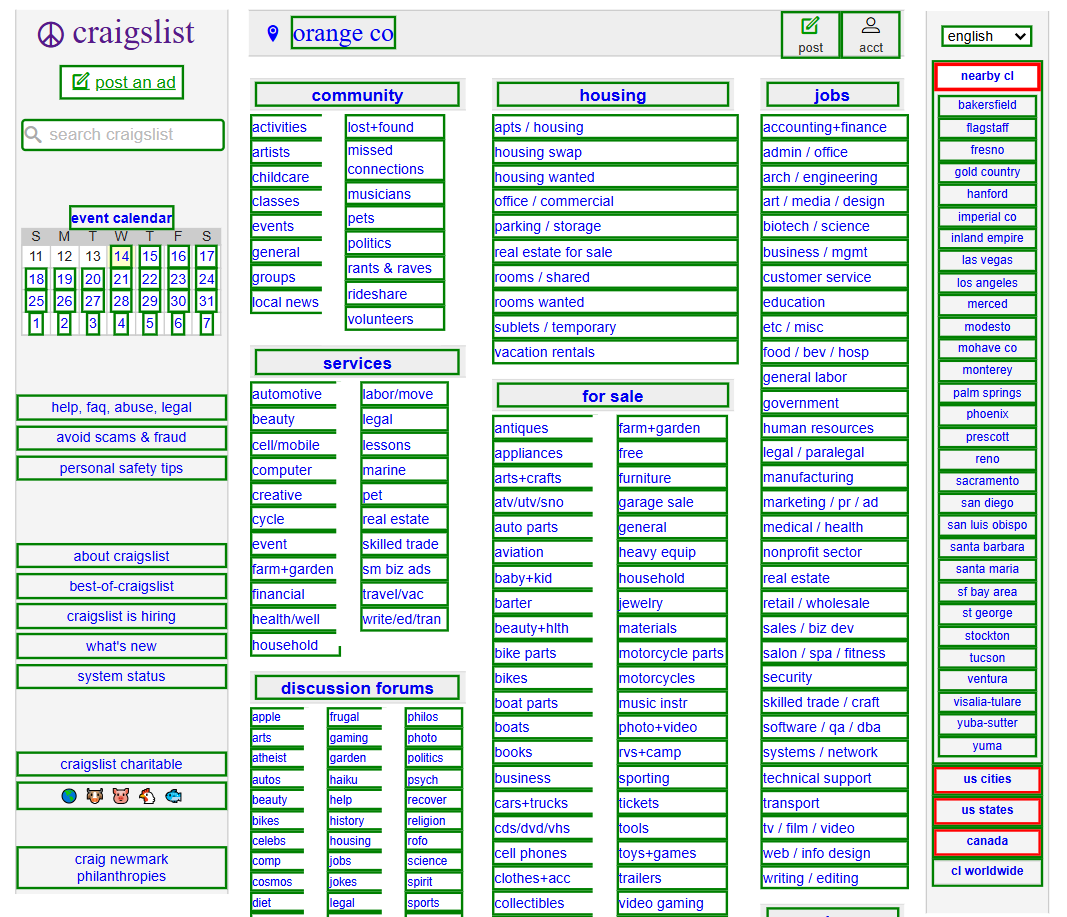 craigslist
post an ad
search craigslist
event calendar
S M T W T F S
11 12 13 14 15 16 17
18 19 20 21 22 23 24
25 26 27 28 29 30 31
1 2 3 4 5 6 7
help, faq, abuse, legal
avoid scams & fraud
personal safety tips
about craigslist
best-of-craigslist
craigslist is hiring
what's new
system status
craigslist charitable
craig newmark
philanthropies
orange co
post
acct
community
activities
artists
childcare
classes
events
general
groups
local news
lost+found
missed
connections
musicians
pets
politics
rants & raves
rideshare
volunteers
services
automotive
beauty
cell/mobile
computer
creative
cycle
event
farm+garden
financial
health/well
household
labor/move
legal
lessons
marine
pet
real estate
skilled trade
sm biz ads
travel/vac
write/ed/tran
discussion forums
apple
arts
atheist
autos
beauty
bikes
celebs
comp
cosmos
diet
frugal
gaming
garden
haiku
help
history
housing
jobs
jokes
legal
philos
photo
politics
psych
recover
religion
rofo
science
spirit
sports
housing
apts / housing
housing swap
housing wanted
office / commercial
parking / storage
real estate for sale
rooms / shared
rooms wanted
sublets / temporary
vacation rentals
for sale
antiques
appliances
arts+crafts
atv/utv/sno
auto parts
aviation
baby+kid
barter
beauty+hlth
bike parts
bikes
boat parts
boats
books
business
cars+trucks
cds/dvd/vhs
cell phones
clothes+acc
collectibles
farm+garden
free
furniture
garage sale
general
heavy equip
household
jewelry
materials
motorcycle parts
motorcycles
music instr
photo+video
rvs+camp
sporting
tickets
tools
toys+games
trailers
video gaming
jobs
accounting+finance
admin / office
arch / engineering
art / media / design
biotech / science
business / mgmt
customer service
education
etc / misc
food / bev / hosp
general labor
government
human resources
legal / paralegal
manufacturing
marketing / pr / ad
medical / health
nonprofit sector
real estate
retail / wholesale
sales / biz dev
salon / spa / fitness
security
skilled trade / craft
software / qa / dba
systems / network
technical support
transport
tv / film / video
web / info design
writing / editing
english
nearby cl
bakersfield
flagstaff
fresno
gold country
hanford
imperial co
inland empire
las vegas
los angeles
merced
modesto
mohave co
monterey
palm springs
phoenix
prescott
reno
sacramento
san diego
san luis obispo
santa barbara
santa maria
sf bay area
st george
stockton
tucson
ventura
visalia-tulare
yuba-sutter
yuma
us cities
us states
canada
cl worldwide